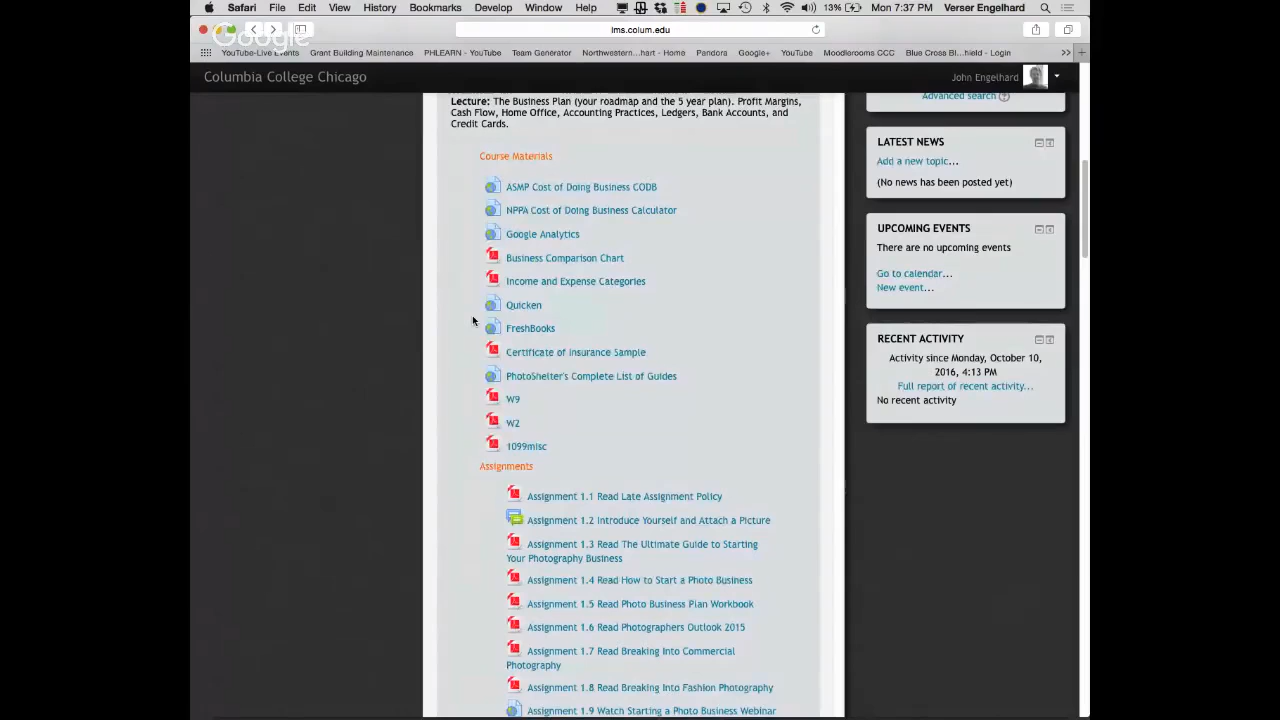 Safari File Edit View History Bookmarks Develop Window Help 13% Mon 7:37 PM Verser Engelhard
Google
lms.colum.edu
YouTube-Live Events Grant Building Maintenance PHLEARN - YouTube Team Generator Northwestern...hart - Home Pandora Google+ YouTube Moodlerooms CCC Blue Cross Bl...hield - Login
Columbia College Chicago
John Engelhard
Lecture: The Business Plan (your roadmap and the 5 year plan). Profit Margins,
Cash Flow, Home Office, Accounting Practices, Ledgers, Bank Accounts, and
Credit Cards.
Course Materials
ASMP Cost of Doing Business CODB
NPPA Cost of Doing Business Calculator
Google Analytics
Business Comparison Chart
Income and Expense Categories
Quicken
FreshBooks
Certificate of Insurance Sample
PhotoShelter's Complete List of Guides
W9
W2
1099misc
Assignments
Assignment 1.1 Read Late Assignment Policy
Assignment 1.2 Introduce Yourself and Attach a Picture
Assignment 1.3 Read The Ultimate Guide to Starting
Your Photography Business
Assignment 1.4 Read How to Start a Photo Business
Assignment 1.5 Read Photo Business Plan Workbook
Assignment 1.6 Read Photographers Outlook 2015
Assignment 1.7 Read Breaking Into Commercial
Photography
Assignment 1.8 Read Breaking Into Fashion Photography
Assignment 1.9 Watch Starting a Photo Business Webinar
Advanced search
LATEST NEWS
Add a new topic...
(No news has been posted yet)
UPCOMING EVENTS
There are no upcoming events
Go to calendar...
New event...
RECENT ACTIVITY
Activity since Monday, October 10,
2016, 4:13 PM
Full report of recent activity...
No recent activity